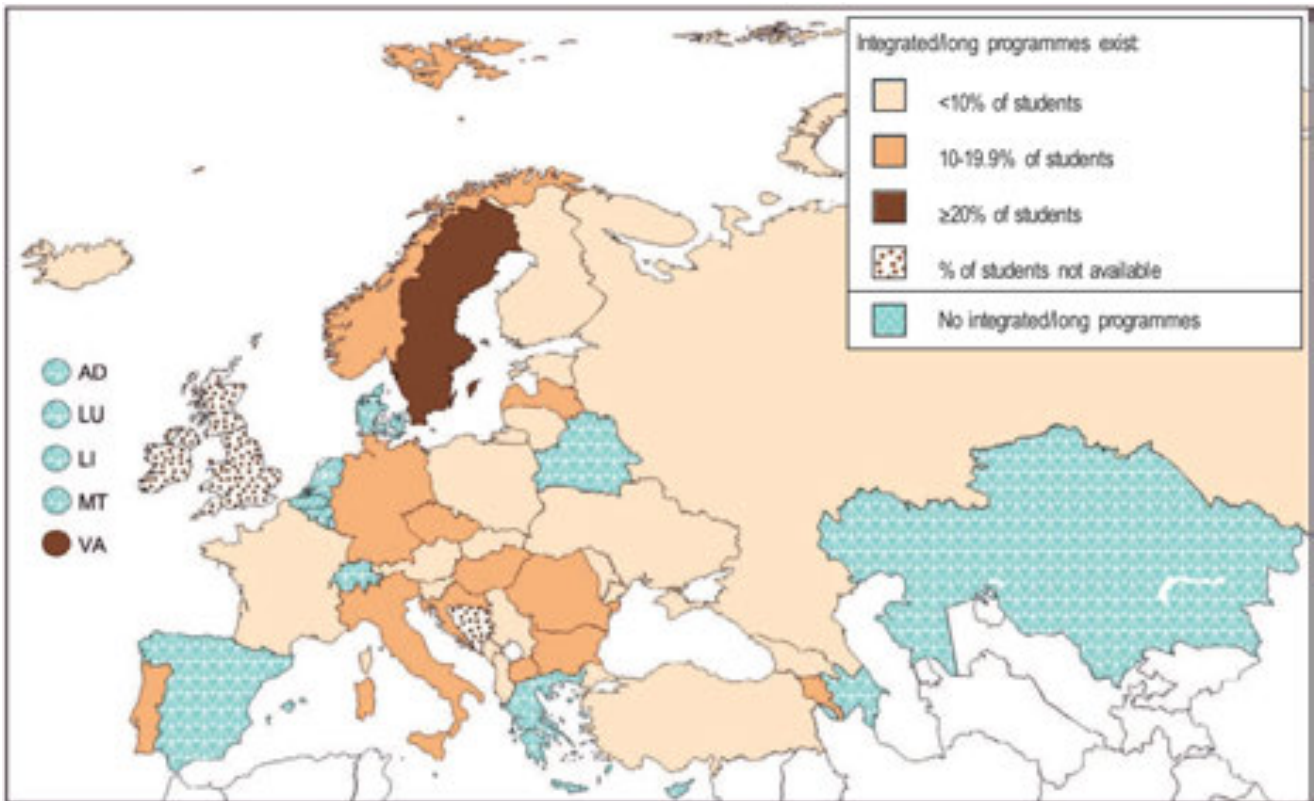 Integrated/long programmes exist:
<10% of students
10-19.9% of students
≥20% of students
% of students not available
No integrated/long programmes
AD
LU
LI
MT
VA